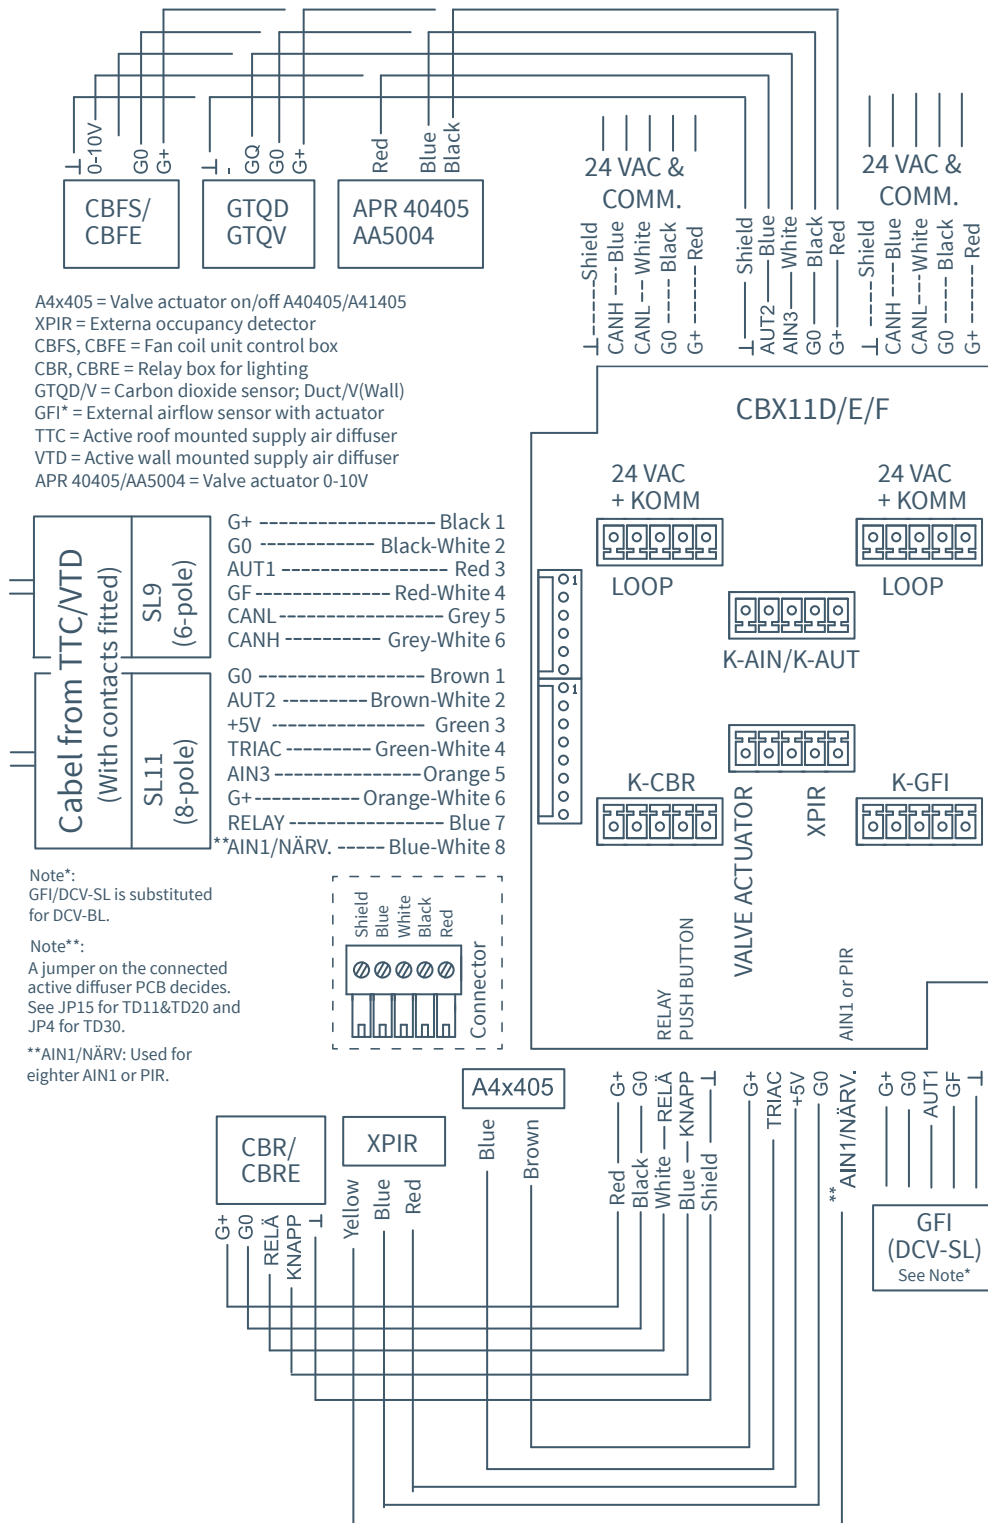 ⊥
0-10V
G0
G+
⊥
-
GQ
G0
G+
Red
Blue
Black
CBFS/
CBFE
GTQD
GTQV
APR 40405
AA5004
24 VAC &
COMM.
24 VAC &
COMM.
⊥ Shield
CANH Blue
CANL White
G0 Black
G+ Red
⊥ Shield
AUT2 Blue
AIN3 White
G0 Black
G+ Red
⊥ Shield
CANH Blue
CANL White
G0 Black
G+ Red
A4x405 = Valve actuator on/off A40405/A41405
XPIR = Externa occupancy detector
CBFS, CBFE = Fan coil unit control box
CBR, CBRE = Relay box for lighting
GTQD/V = Carbon dioxide sensor; Duct/V(Wall)
GFI* = External airflow sensor with actuator
TTC = Active roof mounted supply air diffuser
VTD = Active wall mounted supply air diffuser
APR 40405/AA5004 = Valve actuator 0-10V
CBX11D/E/F
24 VAC
+ KOMM
LOOP
24 VAC
+ KOMM
LOOP
K-AIN/K-AUT
K-CBR
VALVE ACTUATOR
XPIR
K-GFI
RELAY
PUSH BUTTON
AIN1 or PIR
1
1
Cabel from TTC/VTD
(With contacts fitted)
SL9
(6-pole)
SL11
(8-pole)
G+ Black 1
G0 Black-White 2
AUT1 Red 3
GF Red-White 4
CANL Grey 5
CANH Grey-White 6
G0 Brown 1
AUT2 Brown-White 2
+5V Green 3
TRIAC Green-White 4
AIN3 Orange 5
G+ Orange-White 6
RELAY Blue 7
**AIN1/NÄRV. Blue-White 8
Note*:
GFI/DCV-SL is substituted
for DCV-BL.
Note**:
A jumper on the connected
active diffuser PCB decides.
See JP15 for TD11&TD20 and
JP4 for TD30.
**AIN1/NÄRV: Used for
eighter AIN1 or PIR.
Shield
Blue
White
Black
Red
Connector
CBR/
CBRE
XPIR
A4x405
G+
G0
RELÄ
KNAPP
⊥
Yellow
Blue
Red
Blue
Brown
Red G+
Black G0
White RELÄ
Blue KNAPP
Shield ⊥
G+
TRIAC
+5V
G0
** AIN1/NÄRV.
G+
G0
AUT1
GF
⊥
GFI
(DCV-SL)
See Note*